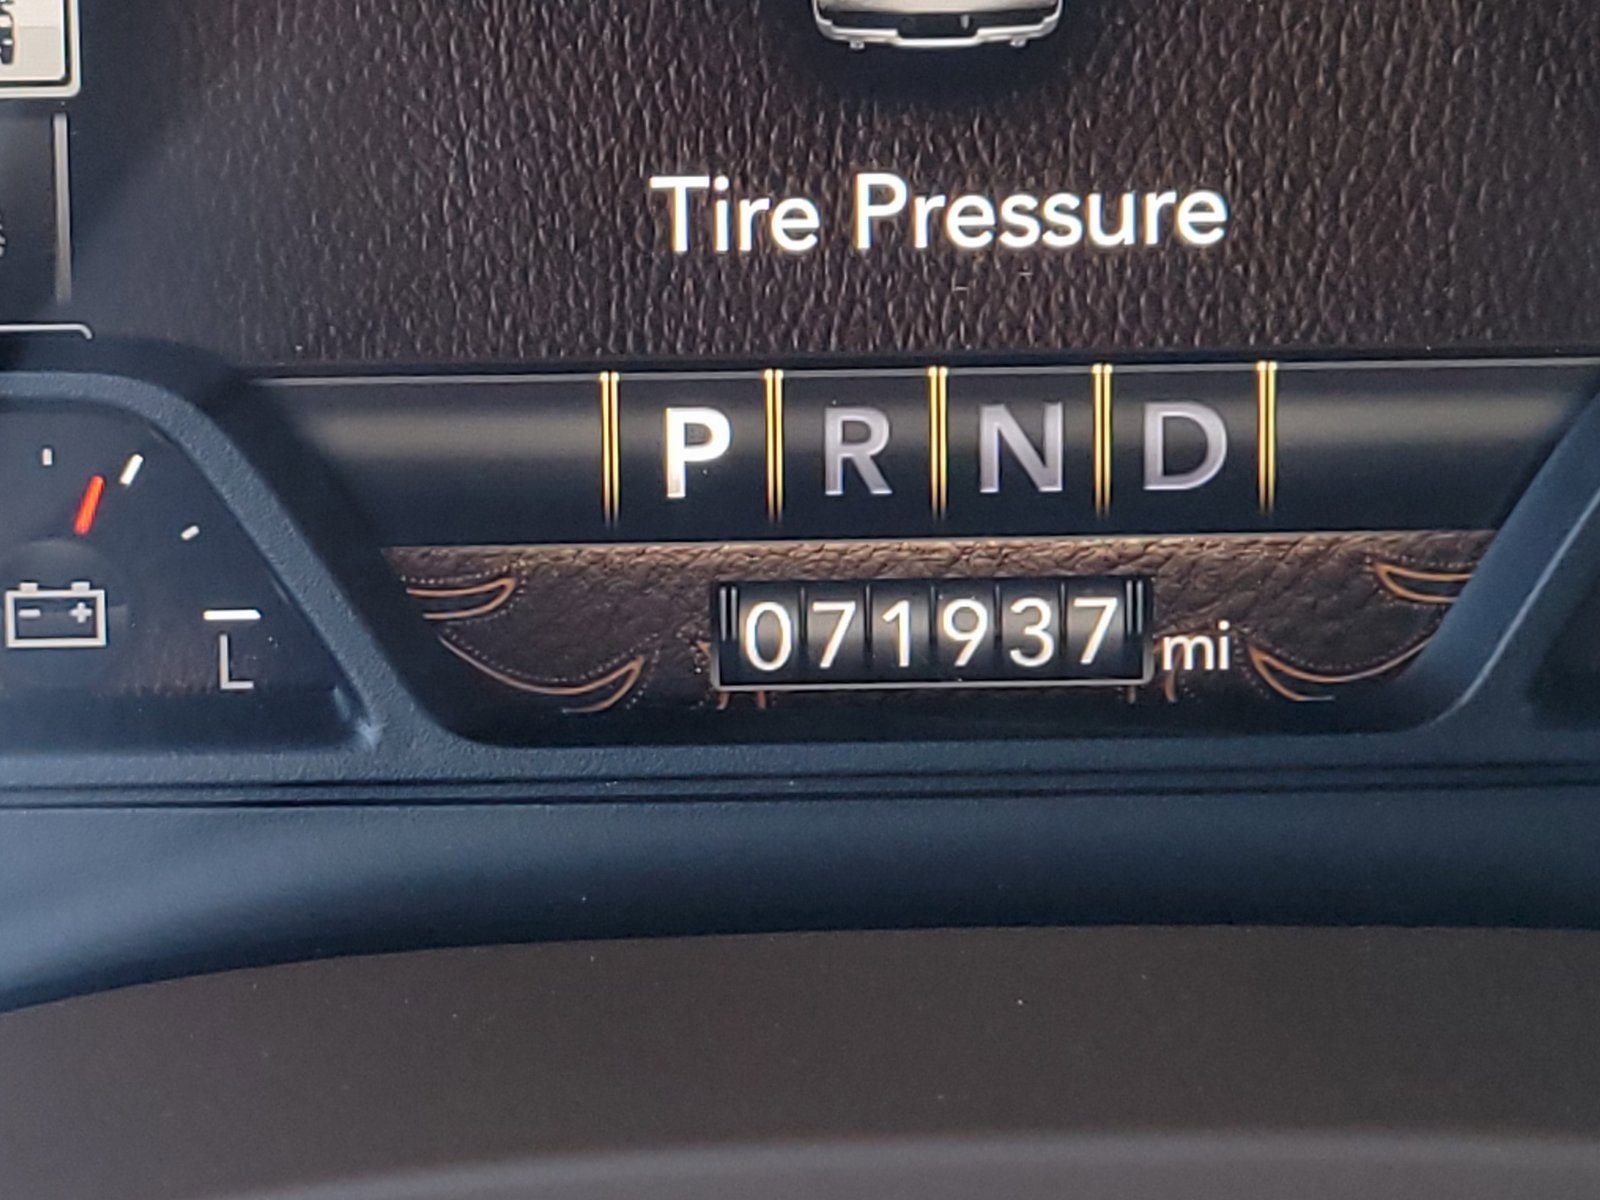 Tire Pressure
P R N D
071937 mi
L